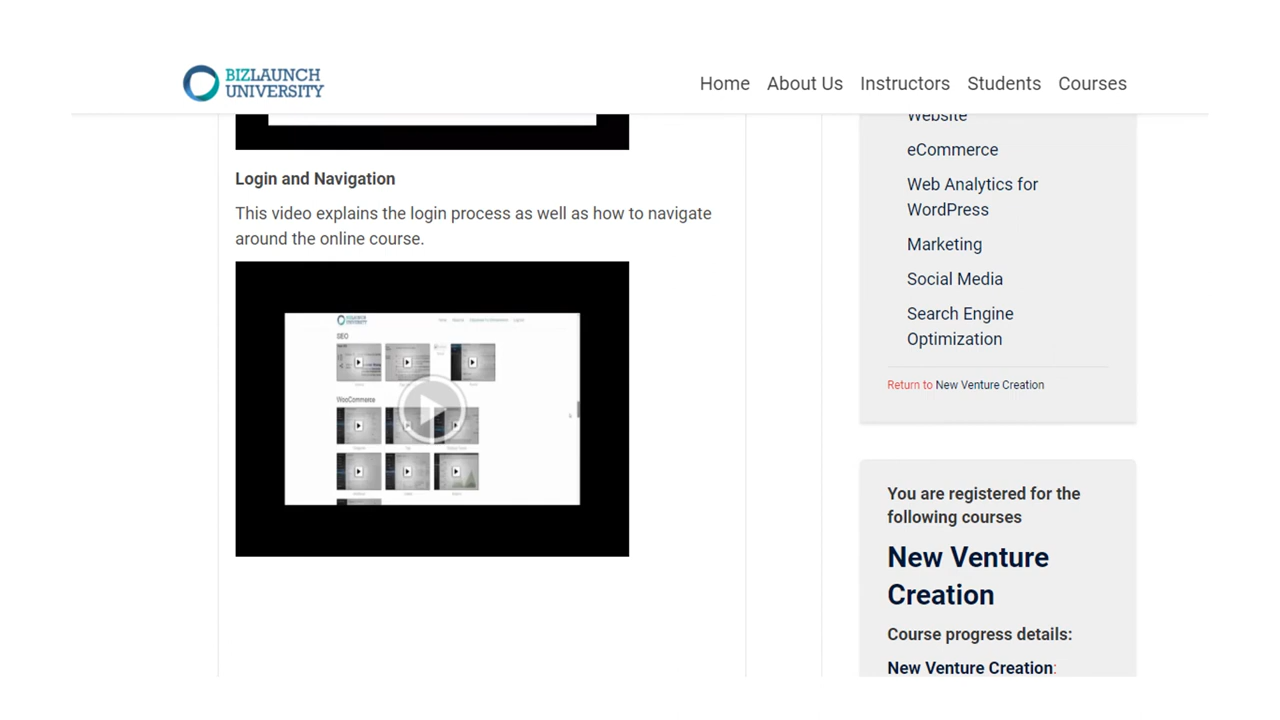 BIZLAUNCH
UNIVERSITY
Home About Us Instructors Students Courses
Login and Navigation
This video explains the login process as well as how to navigate
around the online course.
SEO
WooCommerce
Website
eCommerce
Web Analytics for
WordPress
Marketing
Social Media
Search Engine
Optimization
Return to New Venture Creation
You are registered for the
following courses
New Venture
Creation
Course progress details:
New Venture Creation: